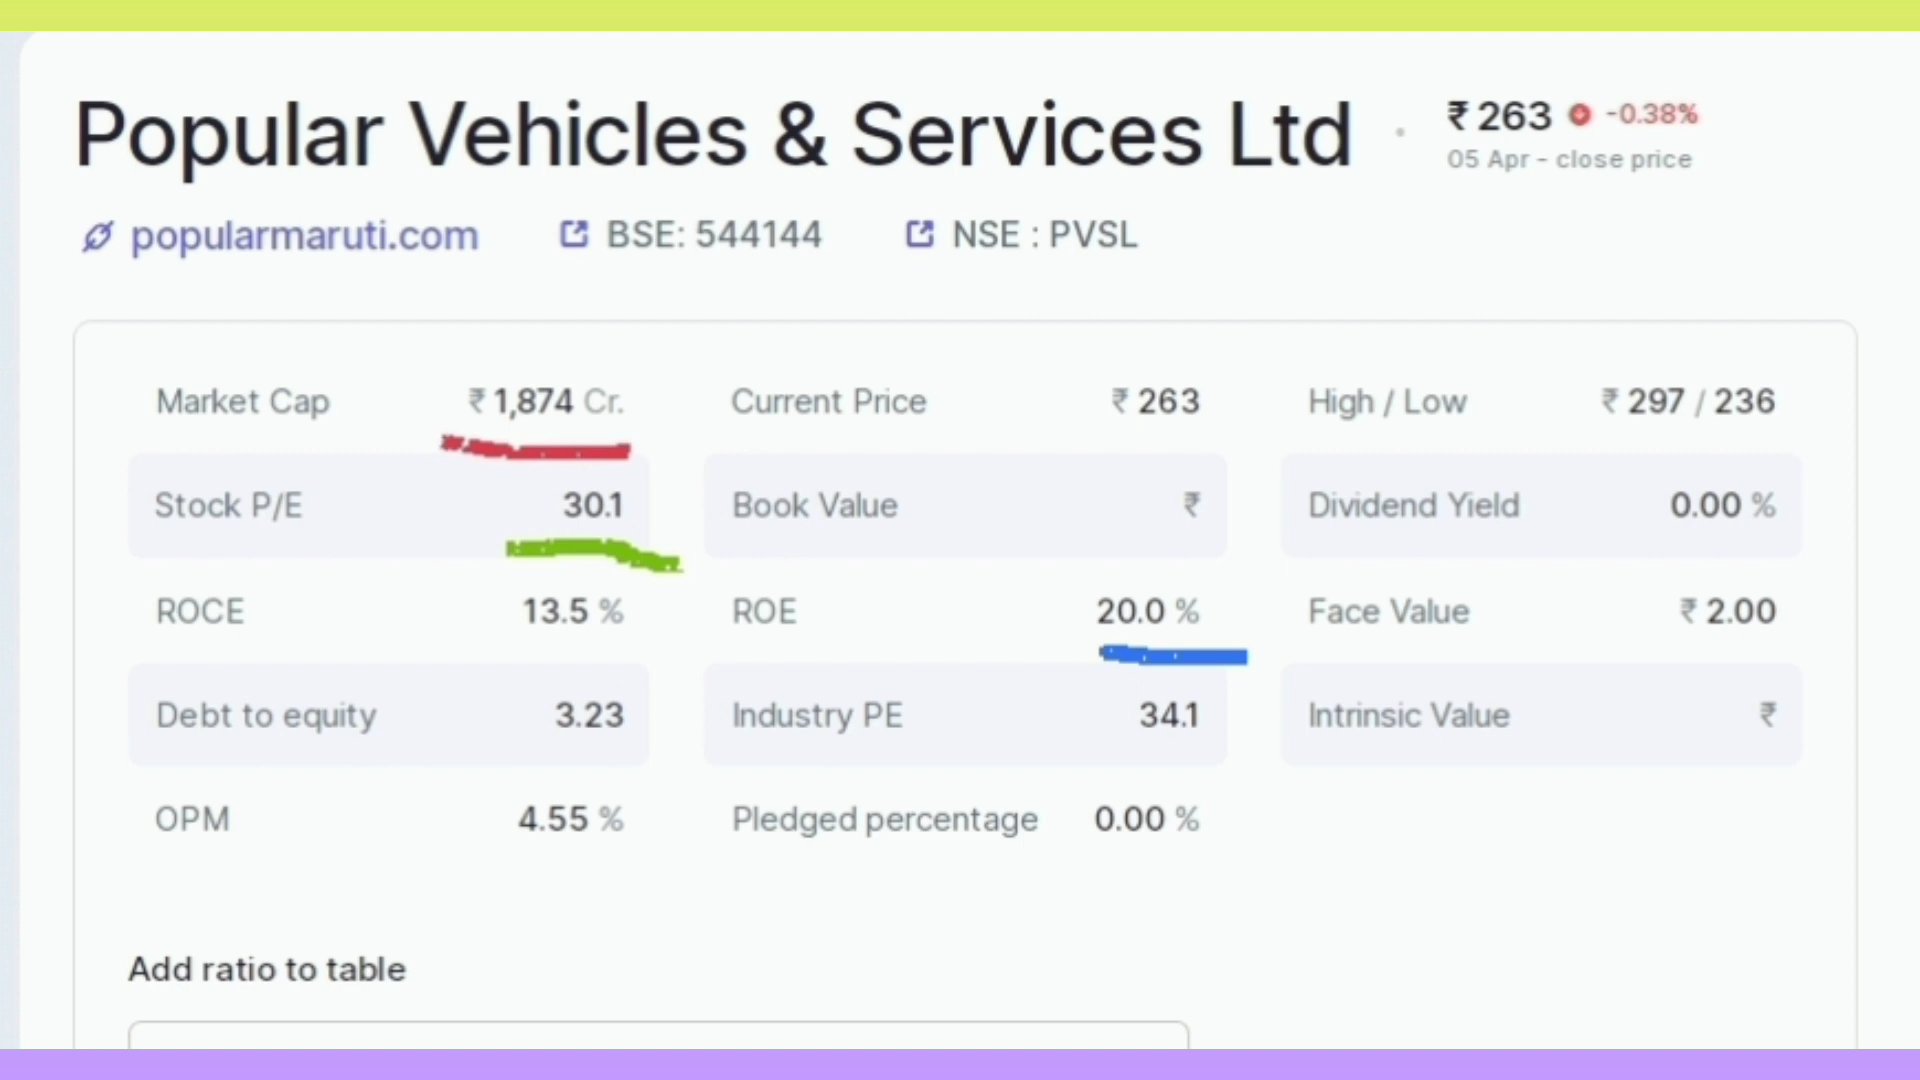 Popular Vehicles & Services Ltd
₹ 263 -0.38%
05 Apr - close price
popularmaruti.com BSE: 544144 NSE : PVSL
Market Cap ₹ 1,874 Cr. Current Price ₹ 263 High / Low ₹ 297 / 236
Stock P/E 30.1 Book Value ₹ Dividend Yield 0.00 %
ROCE 13.5 % ROE 20.0 % Face Value ₹ 2.00
Debt to equity 3.23 Industry PE 34.1 Intrinsic Value ₹
OPM 4.55 % Pledged percentage 0.00 %
Add ratio to table